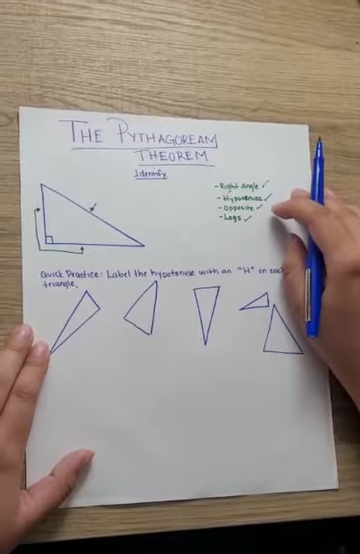 THE PYTHAGOREAN
THEOREM
Identify
- Right Angle ✓
- Hypotenuse ✓
- Opposite ✓
- Legs ✓
Quick Practice: Label the hypotenuse with an "H" on each
triangle.